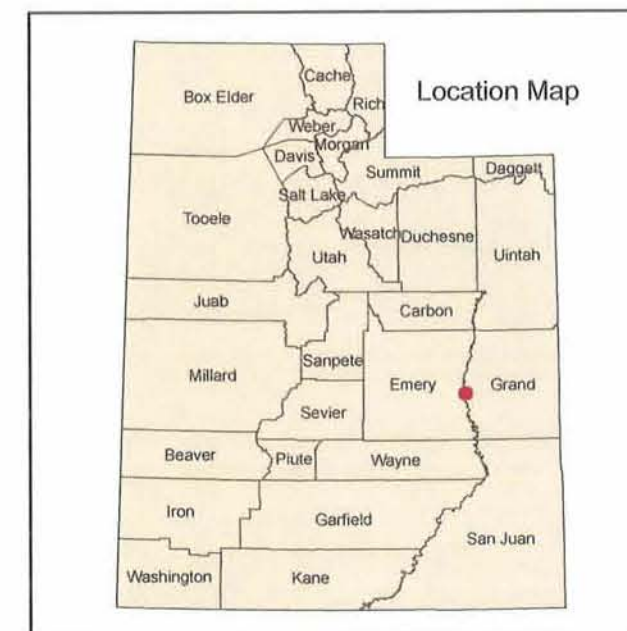 Location Map
Cache
Box Elder
Rich
Weber
Morgan
Davis
Summit
Daggett
Salt Lake
Tooele
Wasatch
Duchesne
Utah
Uintah
Juab
Carbon
Sanpete
Millard
Emery
Grand
Sevier
Beaver
Piute
Wayne
Iron
Garfield
San Juan
Washington
Kane